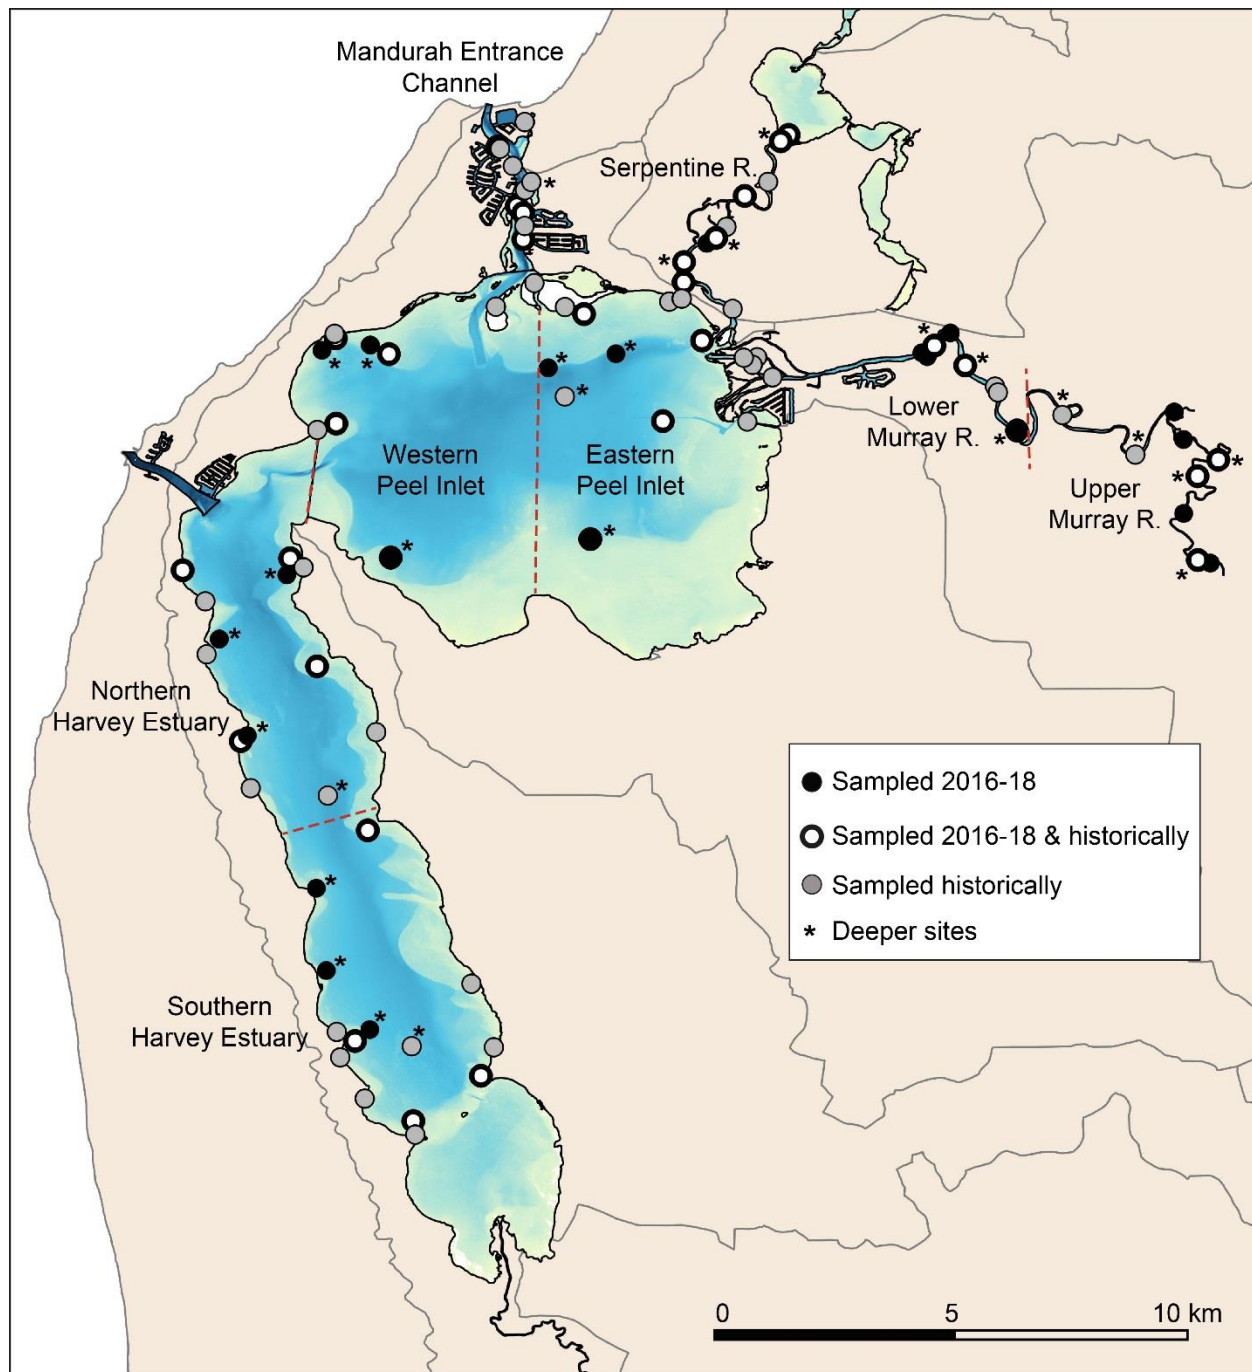 Mandurah Entrance
Channel
Serpentine R.
Lower
Murray R.
Western
Peel Inlet
Eastern
Peel Inlet
Upper
Murray R.
Northern
Harvey Estuary
Sampled 2016-18
Sampled 2016-18 & historically
Sampled historically
* Deeper sites
Southern
Harvey Estuary
0 5 10 km